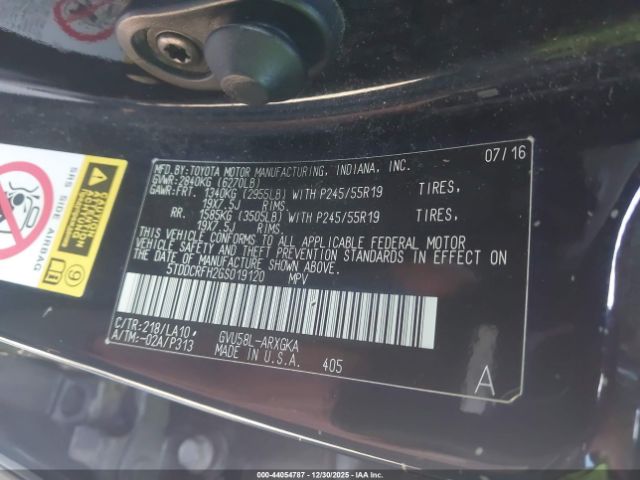 MFD.BY:TOYOTA MOTOR MANUFACTURING, INDIANA, INC. 07/16
GVWR:2840KG (6270LB)
GAWR:FRT. 1340KG (2955LB) WITH P245/55R19 TIRES,
19X7.5J RIMS
RR. 1585KG (3505LB) WITH P245/55R19 TIRES,
19X7.5J RIMS
THIS VEHICLE CONFORMS TO ALL APPLICABLE FEDERAL MOTOR
VEHICLE SAFETY AND THEFT PREVENTION STANDARDS IN EFFECT
ON THE DATE OF MANUFACTURE SHOWN ABOVE.
5TDDCRFH2GS019120 MPV
C/TR:218/LA10, GVU58L-ARXGKA
A/TM:-02A/P313 MADE IN U.S.A. 405
A
SRS SIDE AIRBAG
000-44054787 - 12/30/2025 - COPYRIGHT IAA, LLC.